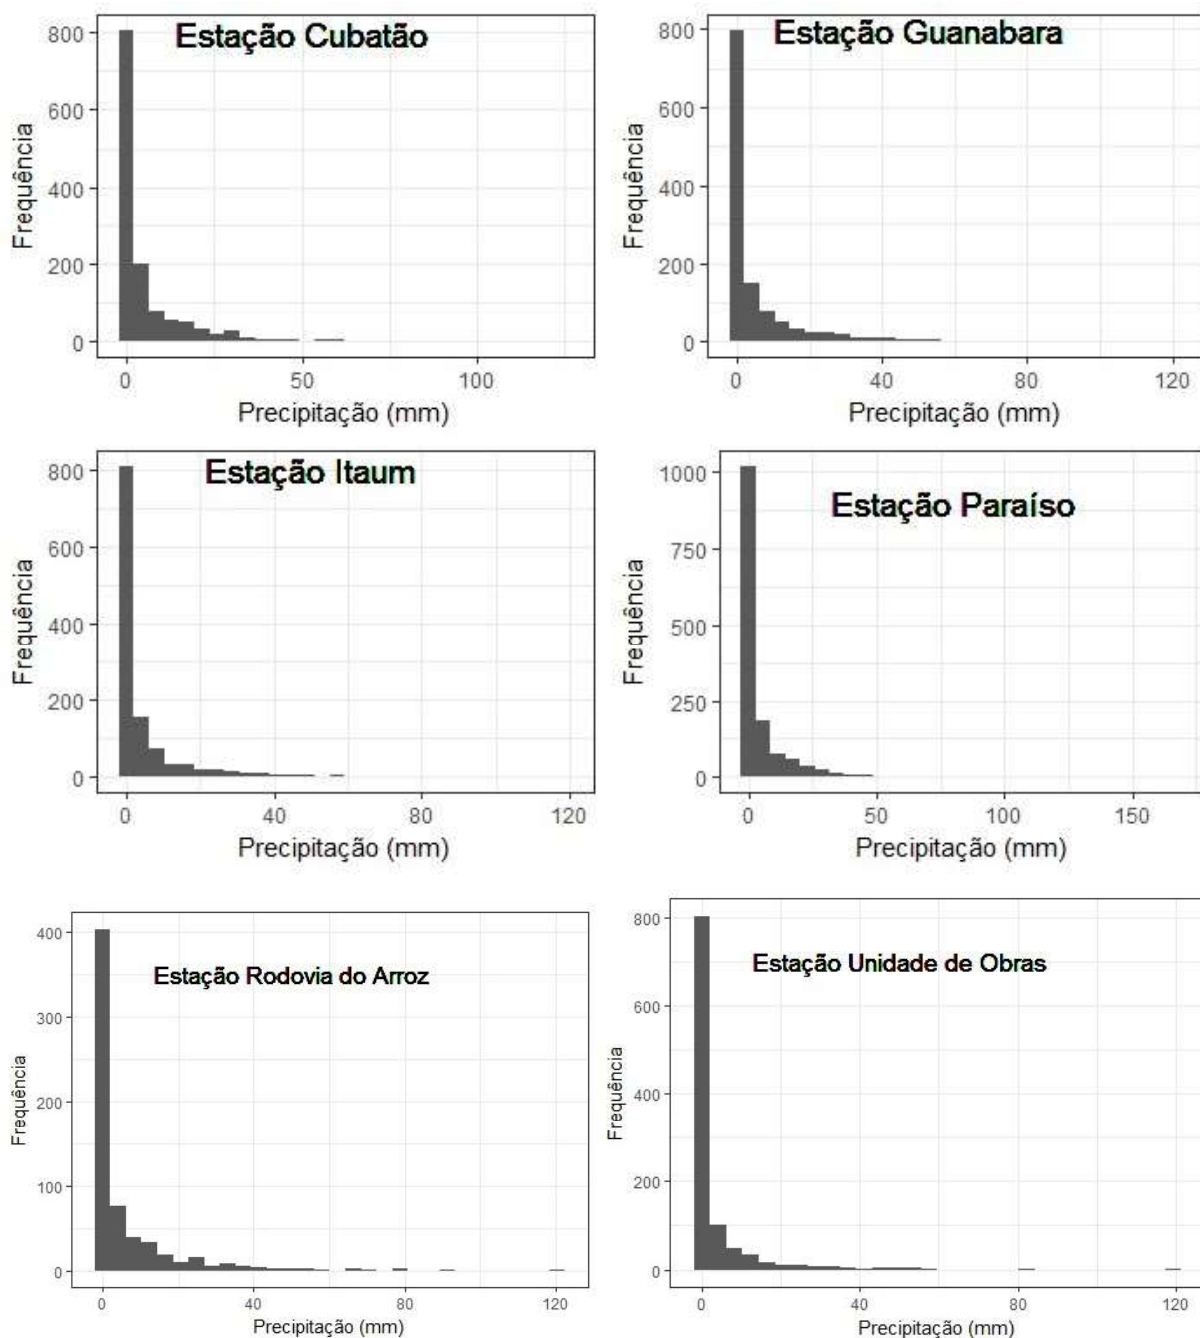 Estação Cubatão
Frequência
800
600
400
200
0
0 50 100
Precipitação (mm)
Estação Guanabara
Frequência
800
600
400
200
0
0 40 80 120
Precipitação (mm)
Estação Itaum
Frequência
800
600
400
200
0
0 40 80 120
Precipitação (mm)
Estação Paraíso
Frequência
1000
750
500
250
0
0 50 100 150
Precipitação (mm)
Estação Rodovia do Arroz
Frequência
400
300
200
100
0
0 40 80 120
Precipitação (mm)
Estação Unidade de Obras
Frequência
800
600
400
200
0
0 40 80 120
Precipitação (mm)